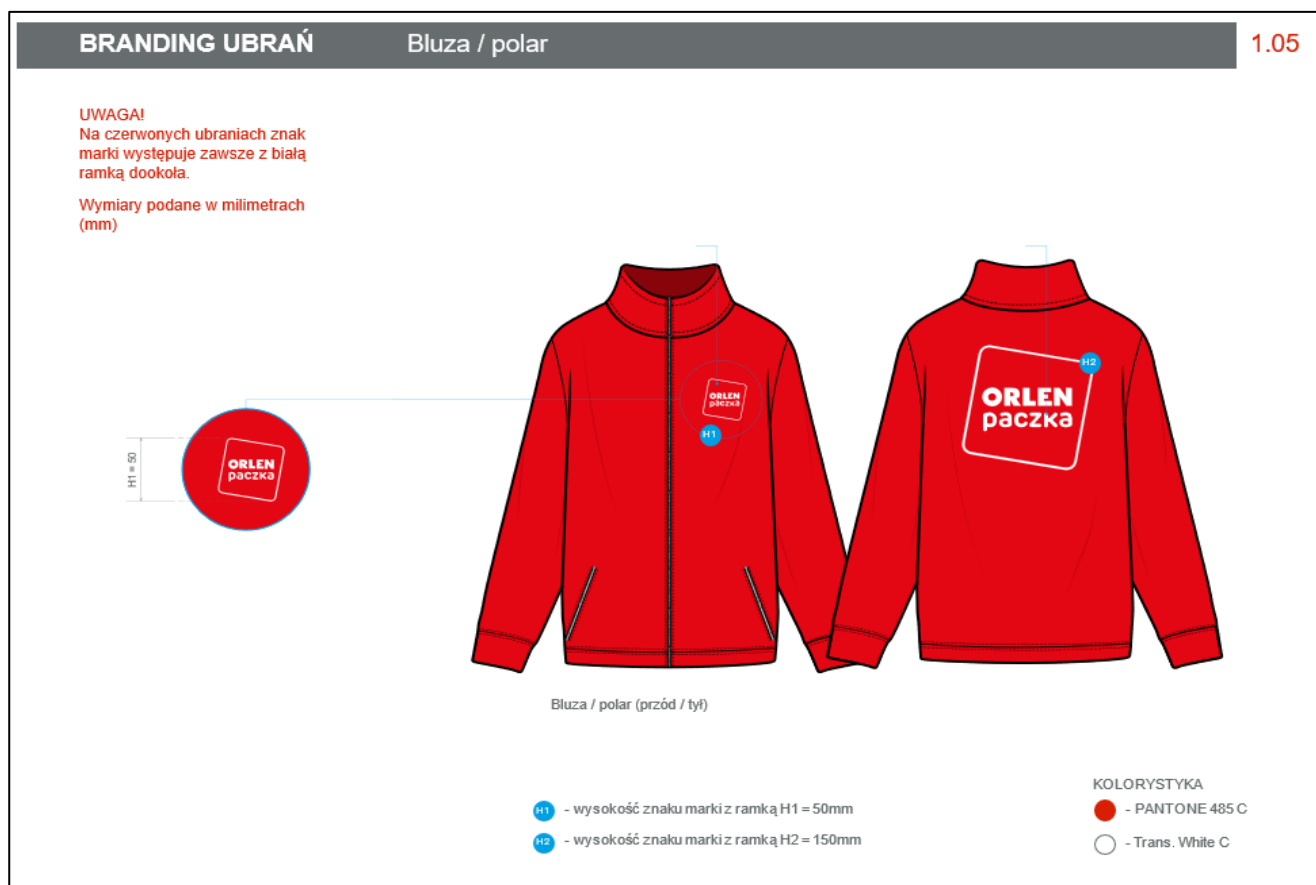 BRANDING UBRAŃ Bluza / polar 1.05
UWAGA!
Na czerwonych ubraniach znak
marki występuje zawsze z białą
ramką dookoła.
Wymiary podane w milimetrach
(mm)
H1 = 50
ORLEN
paczka
ORLEN
paczka
H1
H2
ORLEN
paczka
Bluza / polar (przód / tył)
H1 - wysokość znaku marki z ramką H1 = 50mm
H2 - wysokość znaku marki z ramką H2 = 150mm
KOLORYSTYKA
- PANTONE 485 C
- Trans. White C